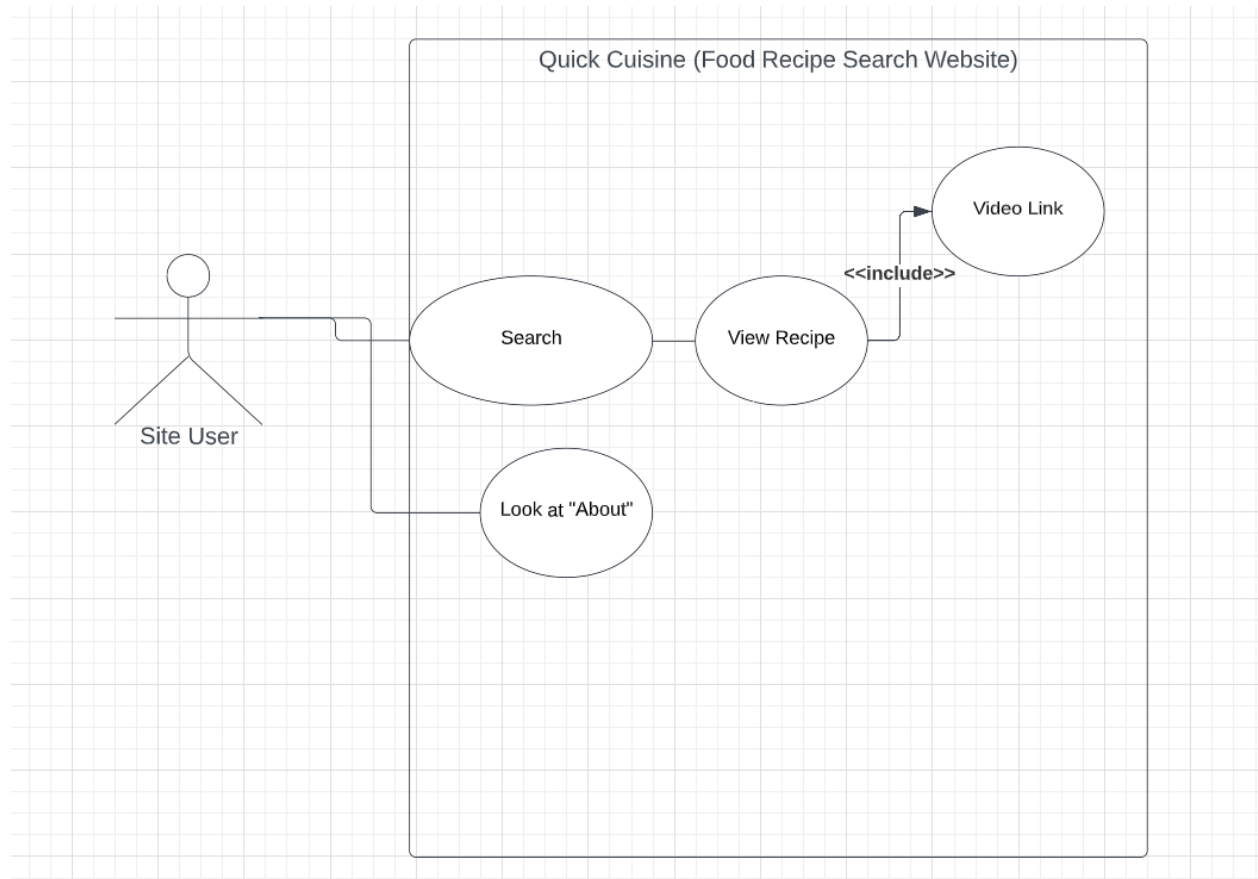 Quick Cuisine (Food Recipe Search Website)
Video Link
<<include>>
Search
View Recipe
Site User
Look at "About"